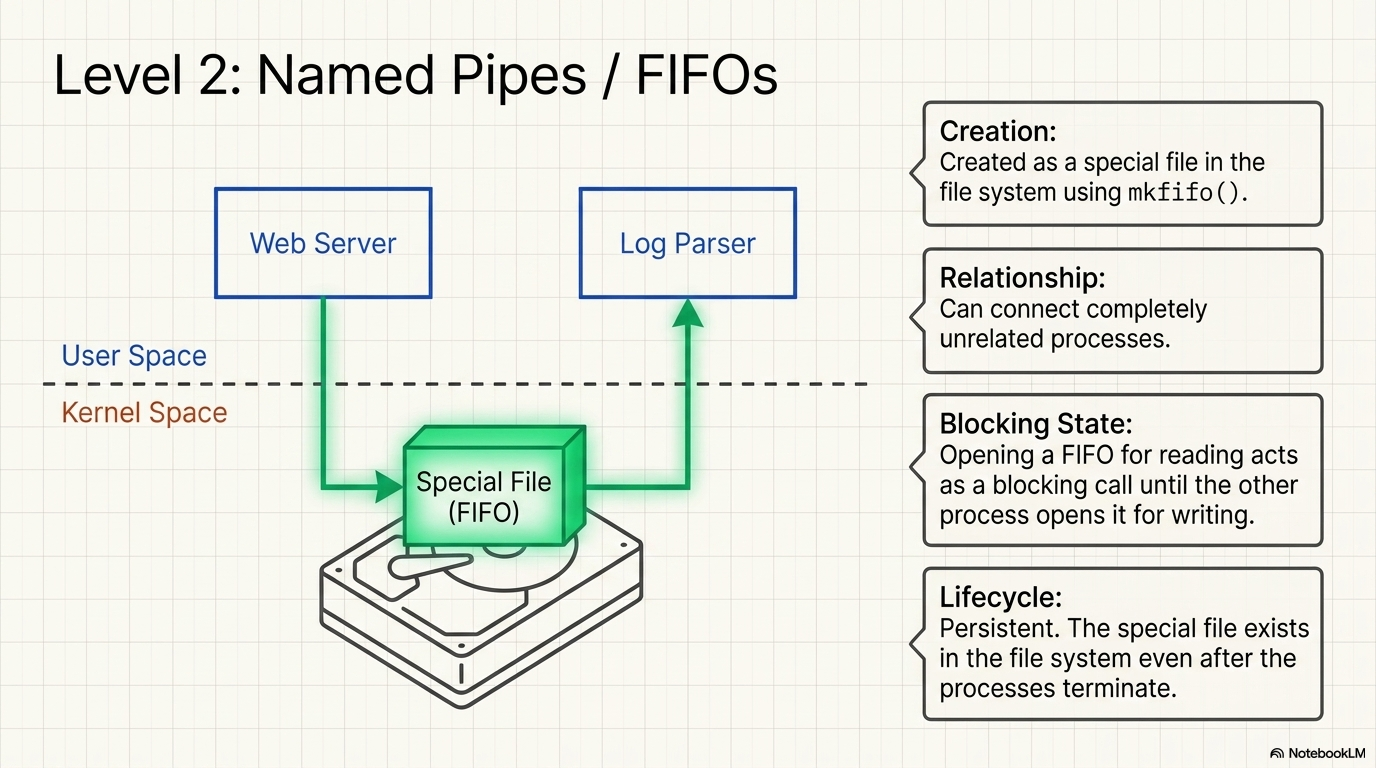 Level 2: Named Pipes / FIFOs
Web Server
Log Parser
User Space
Kernel Space
Special File
(FIFO)
Creation:
Created as a special file in the
file system using mkfifo().
Relationship:
Can connect completely
unrelated processes.
Blocking State:
Opening a FIFO for reading acts
as a blocking call until the other
process opens it for writing.
Lifecycle:
Persistent. The special file exists
in the file system even after the
processes terminate.
NotebookLM